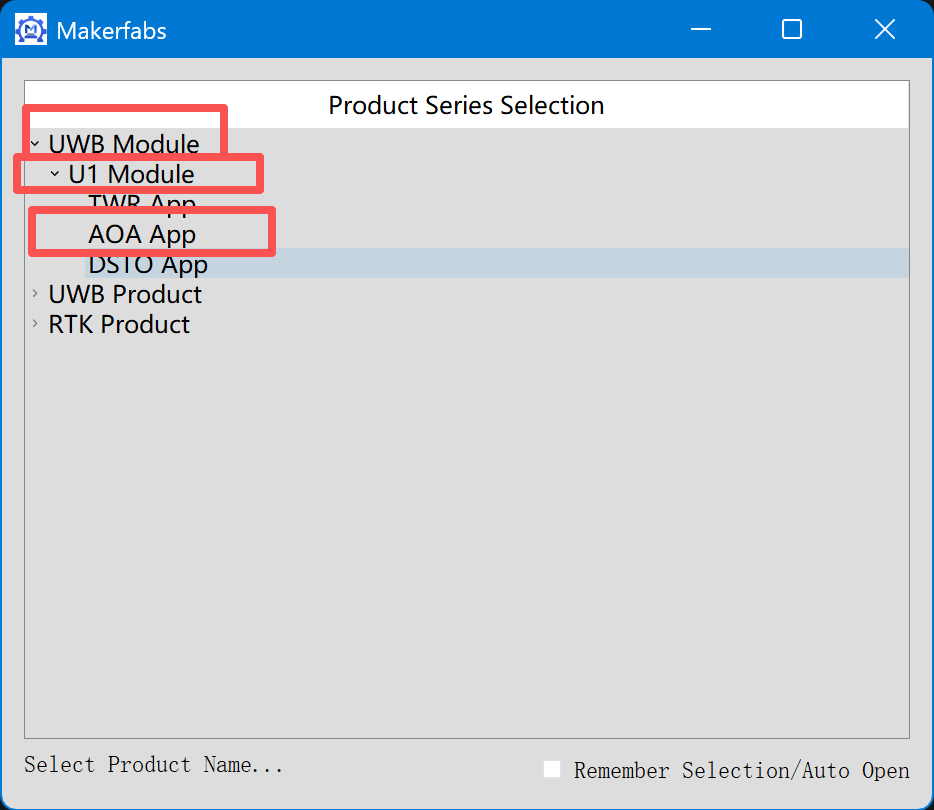 Makerfabs
Product Series Selection
UWB Module
U1 Module
TWR App
AOA App
DSTO App
UWB Product
RTK Product
Select Product Name...
Remember Selection/Auto Open